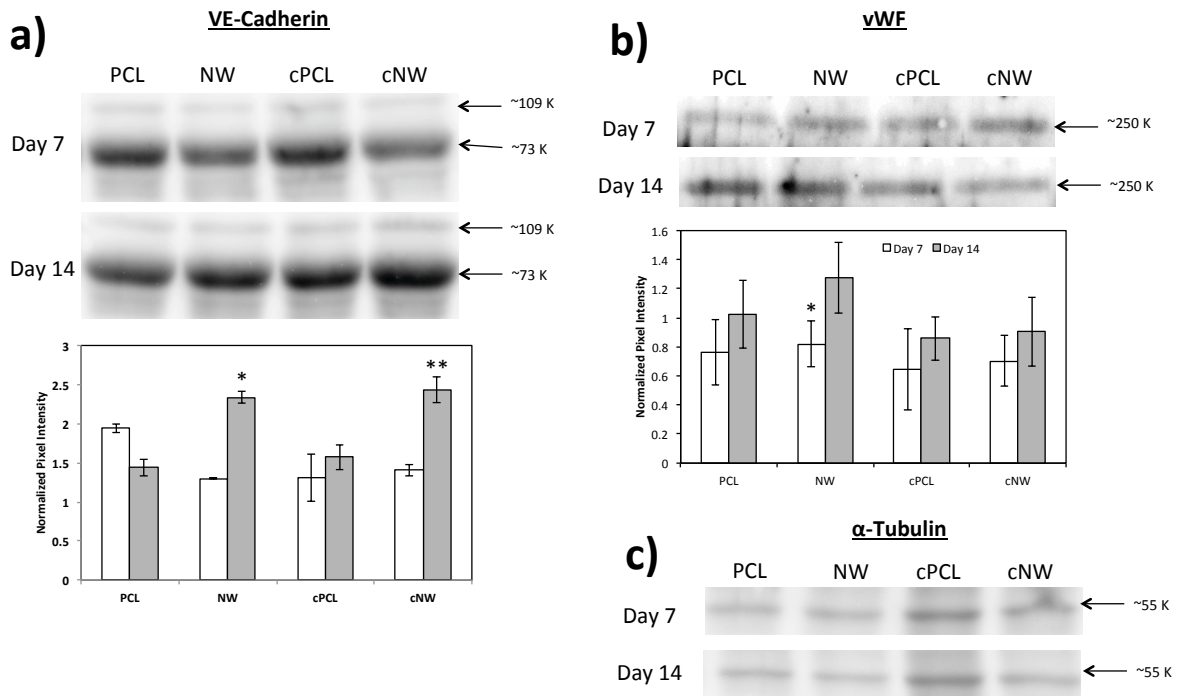 a)
VE-Cadherin
PCL NW cPCL cNW
Day 7
~109 K
~73 K
Day 14
~109 K
~73 K
Normalized Pixel Intensity
3
2.5
2
1.5
1
0.5
0
*
**
PCL NW cPCL cNW
b)
vWF
PCL NW cPCL cNW
Day 7
~250 K
Day 14
~250 K
Normalized Pixel Intensity
1.6
1.4
1.2
1
0.8
0.6
0.4
0.2
0
Day 7 Day 14
*
PCL NW cPCL cNW
c)
α-Tubulin
PCL NW cPCL cNW
Day 7
~55 K
Day 14
~55 K